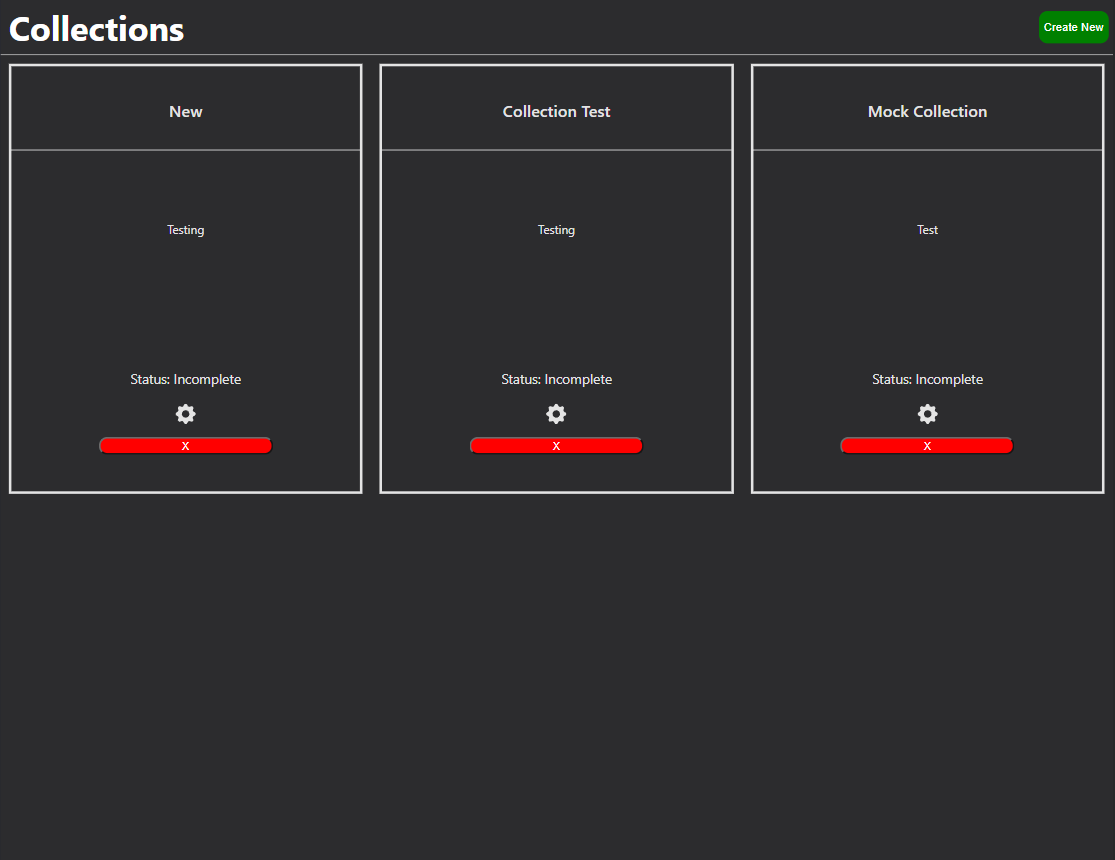 Collections
Create New
New
Testing
Status: Incomplete
X
Collection Test
Testing
Status: Incomplete
X
Mock Collection
Test
Status: Incomplete
X